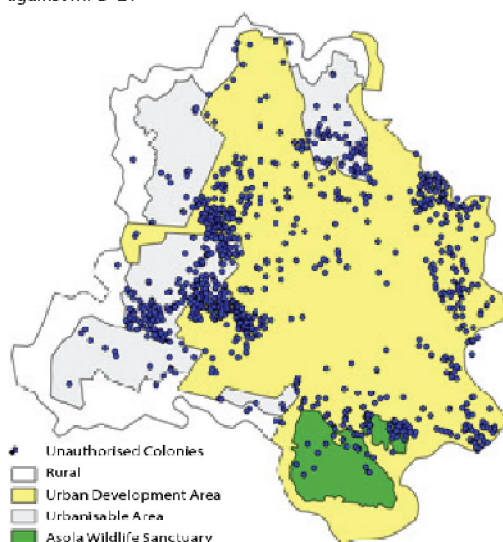 Unauthorised Colonies
Rural
Urban Development Area
Urbanisable Area
Asola Wildlife Sanctuary